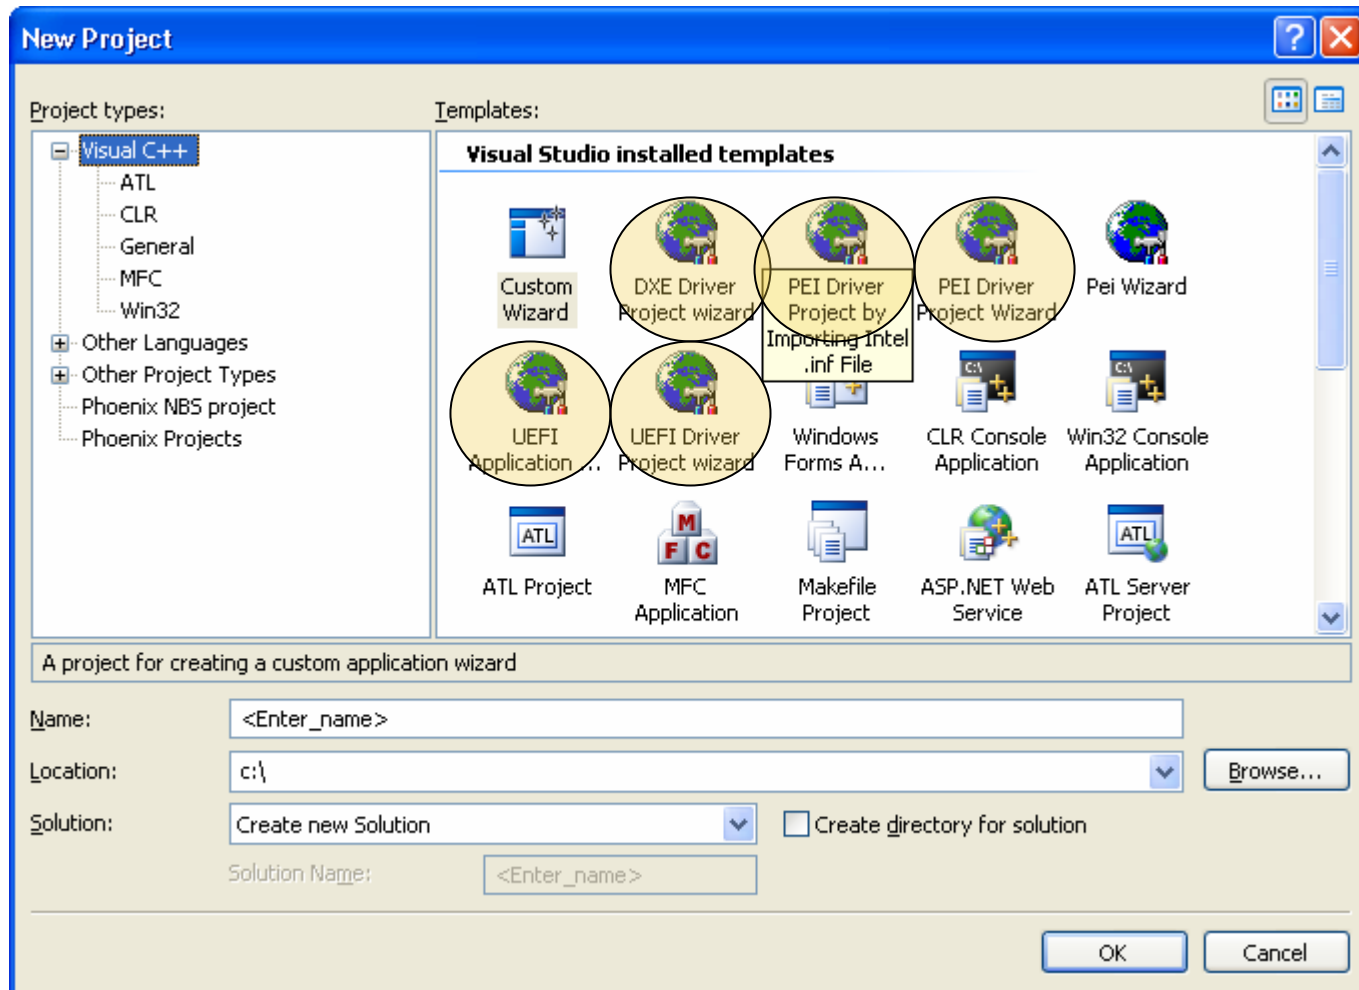 New Project
Project types:
Templates:
Visual C++
ATL
CLR
General
MFC
Win32
Other Languages
Other Project Types
Phoenix NBS project
Phoenix Projects
Visual Studio installed templates
Custom
Wizard
DXE Driver
Project wizard
PEI Driver
Project by
Importing Intel
.inf File
PEI Driver
Project Wizard
Pei Wizard
UEFI
Application ...
UEFI Driver
Project wizard
Windows
Forms A...
CLR Console
Application
Win32 Console
Application
ATL Project
MFC
Application
Makefile
Project
ASP.NET Web
Service
ATL Server
Project
A project for creating a custom application wizard
Name:
<Enter_name>
Location:
c:\
Browse...
Solution:
Create new Solution
Create directory for solution
Solution Name:
<Enter_name>
OK
Cancel